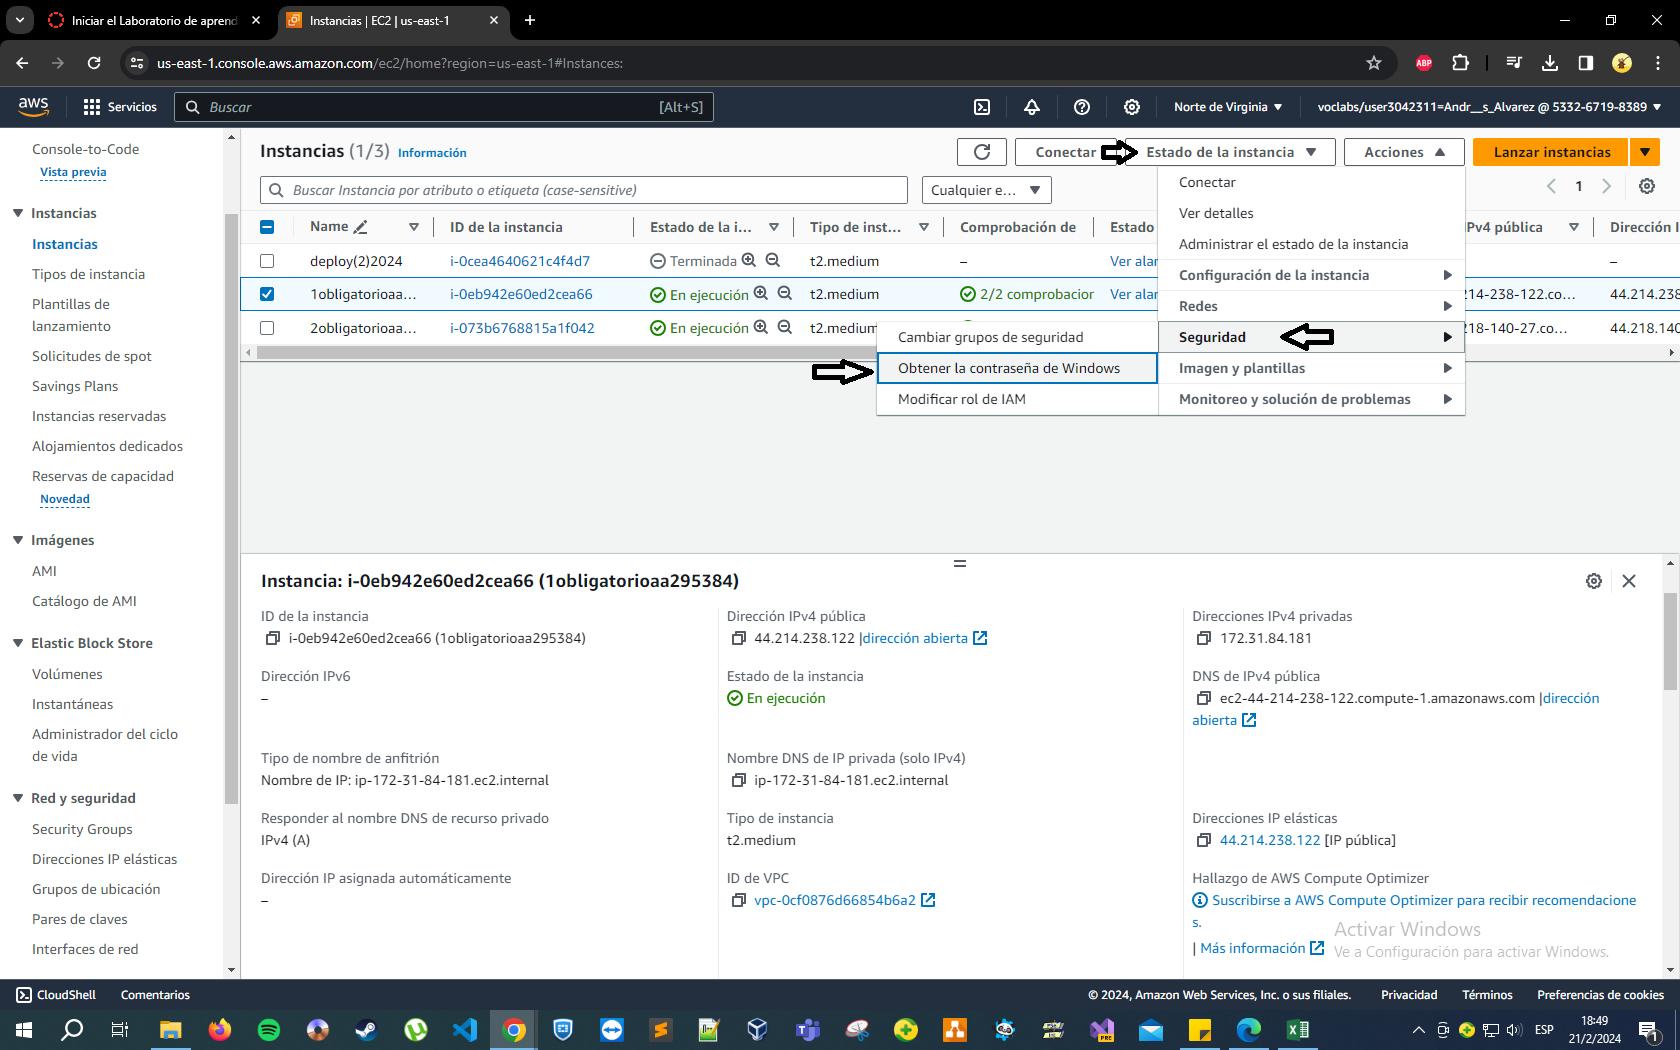 Iniciar el Laboratorio de aprend
Instancias | EC2 | us-east-1
us-east-1.console.aws.amazon.com/ec2/home?region=us-east-1#Instances:
ABP
aws
Servicios
Buscar
[Alt+S]
Norte de Virginia
voclabs/user3042311=Andr__s_Alvarez @ 5332-6719-8389
Console-to-Code
Vista previa
Instancias
Instancias
Tipos de instancia
Plantillas de
lanzamiento
Solicitudes de spot
Savings Plans
Instancias reservadas
Alojamientos dedicados
Reservas de capacidad
Novedad
Imágenes
AMI
Catálogo de AMI
Elastic Block Store
Volúmenes
Instantáneas
Administrador del ciclo
de vida
Red y seguridad
Security Groups
Direcciones IP elásticas
Grupos de ubicación
Pares de claves
Interfaces de red
Instancias (1/3) Información
Conectar
Estado de la instancia
Acciones
Lanzar instancias
Buscar Instancia por atributo o etiqueta (case-sensitive)
Cualquier e...
1
Name
ID de la instancia
Estado de la i...
Tipo de inst...
Comprobación de
Estado
Pv4 pública
Dirección I
deploy(2)2024
i-0cea4640621c4f4d7
Terminada
t2.medium
–
Ver alar
–
1obligatorioaa...
i-0eb942e60ed2cea66
En ejecución
t2.medium
2/2 comprobacior
Ver alar
14-238-122.co...
44.214.238
2obligatorioaa...
i-073b6768815a1f042
En ejecución
t2.medium
18-140-27.co...
44.218.140
Conectar
Ver detalles
Administrar el estado de la instancia
Configuración de la instancia
Redes
Seguridad
Imagen y plantillas
Monitoreo y solución de problemas
Cambiar grupos de seguridad
Obtener la contraseña de Windows
Modificar rol de IAM
Instancia: i-0eb942e60ed2cea66 (1obligatorioaa295384)
ID de la instancia
i-0eb942e60ed2cea66 (1obligatorioaa295384)
Dirección IPv4 pública
44.214.238.122 |dirección abierta
Direcciones IPv4 privadas
172.31.84.181
Dirección IPv6
–
Estado de la instancia
En ejecución
DNS de IPv4 pública
ec2-44-214-238-122.compute-1.amazonaws.com |dirección
abierta
Tipo de nombre de anfitrión
Nombre de IP: ip-172-31-84-181.ec2.internal
Nombre DNS de IP privada (solo IPv4)
ip-172-31-84-181.ec2.internal
Responder al nombre DNS de recurso privado
IPv4 (A)
Tipo de instancia
t2.medium
Direcciones IP elásticas
44.214.238.122 [IP pública]
Dirección IP asignada automáticamente
–
ID de VPC
vpc-0cf0876d66854b6a2
Hallazgo de AWS Compute Optimizer
Suscribirse a AWS Compute Optimizer para recibir recomendacione
s.
| Más información
Activar Windows
Ve a Configuración para activar Windows.
CloudShell
Comentarios
© 2024, Amazon Web Services, Inc. o sus filiales.
Privacidad
Términos
Preferencias de cookies
PRE
ESP
18:49
21/2/2024
1